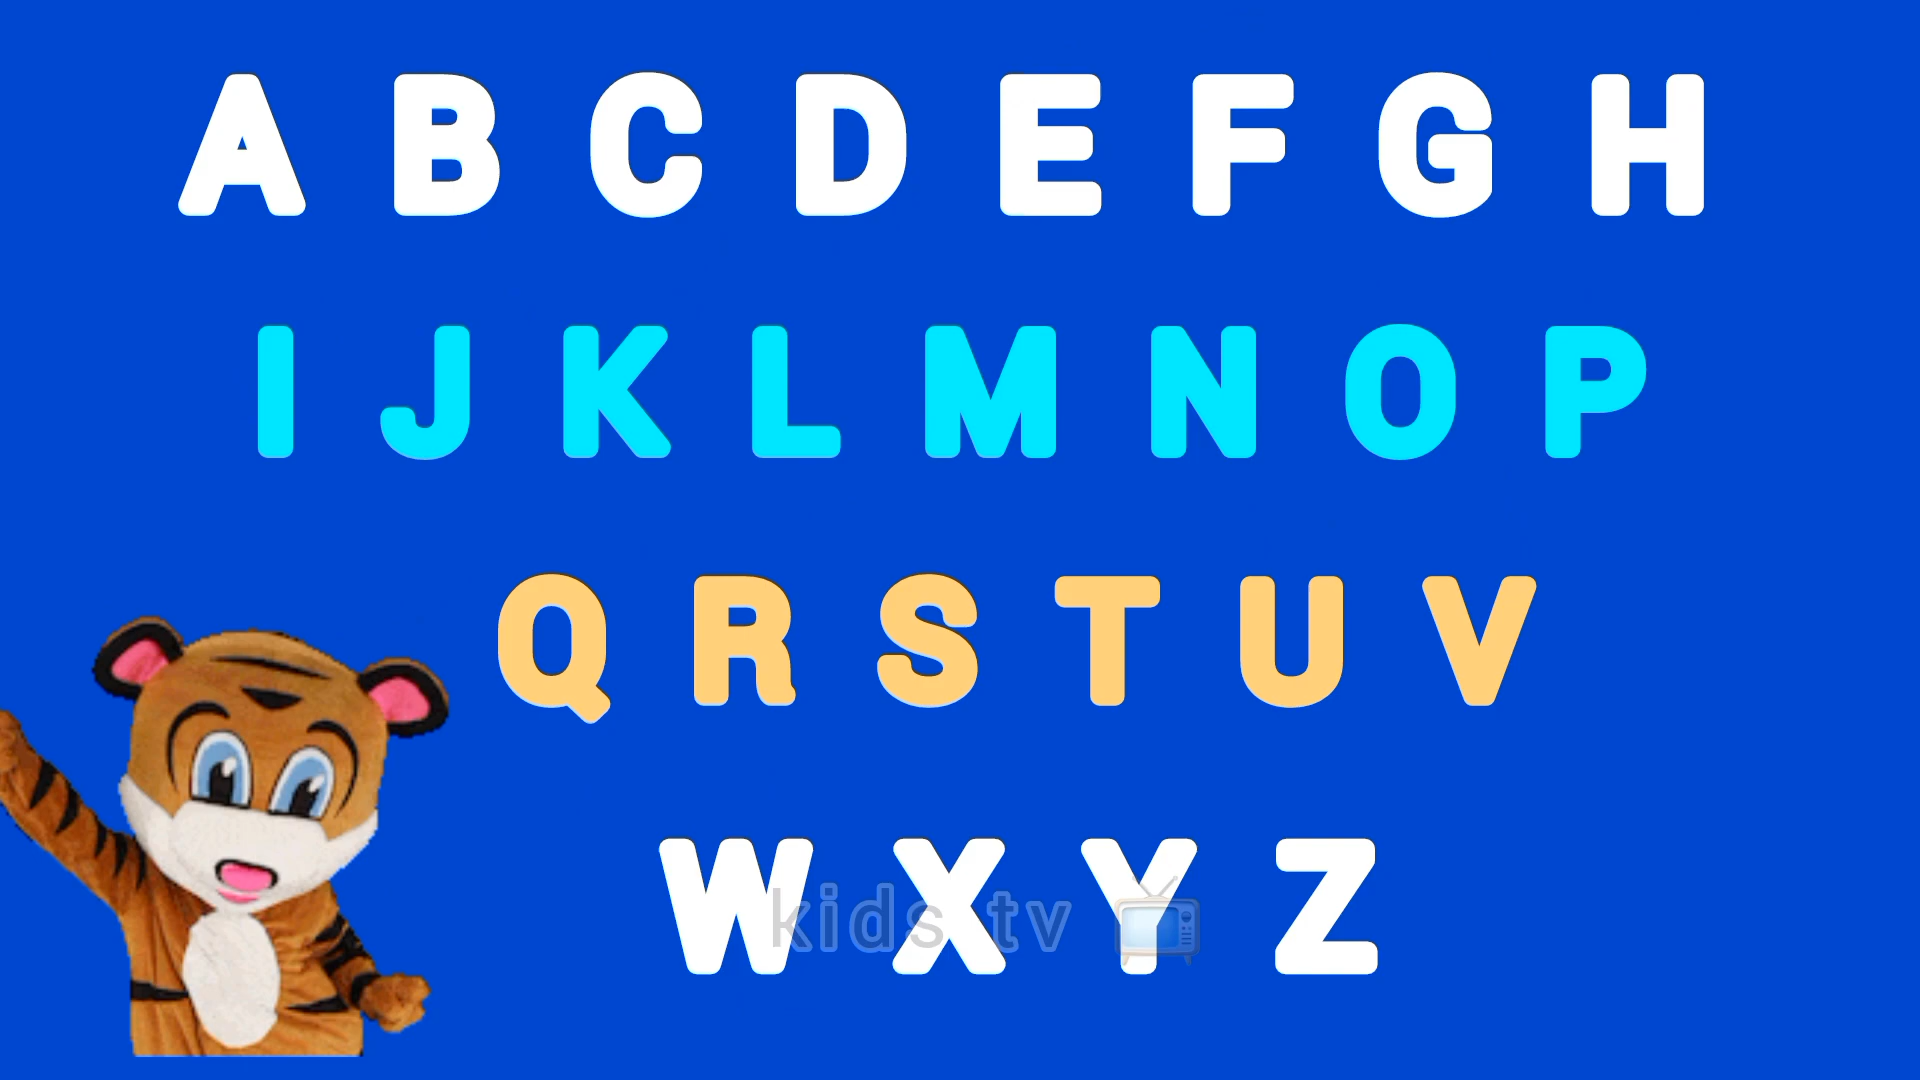 A B C D E F G H
I J K L M N O P
Q R S T U V
W X Y Z
kids tv